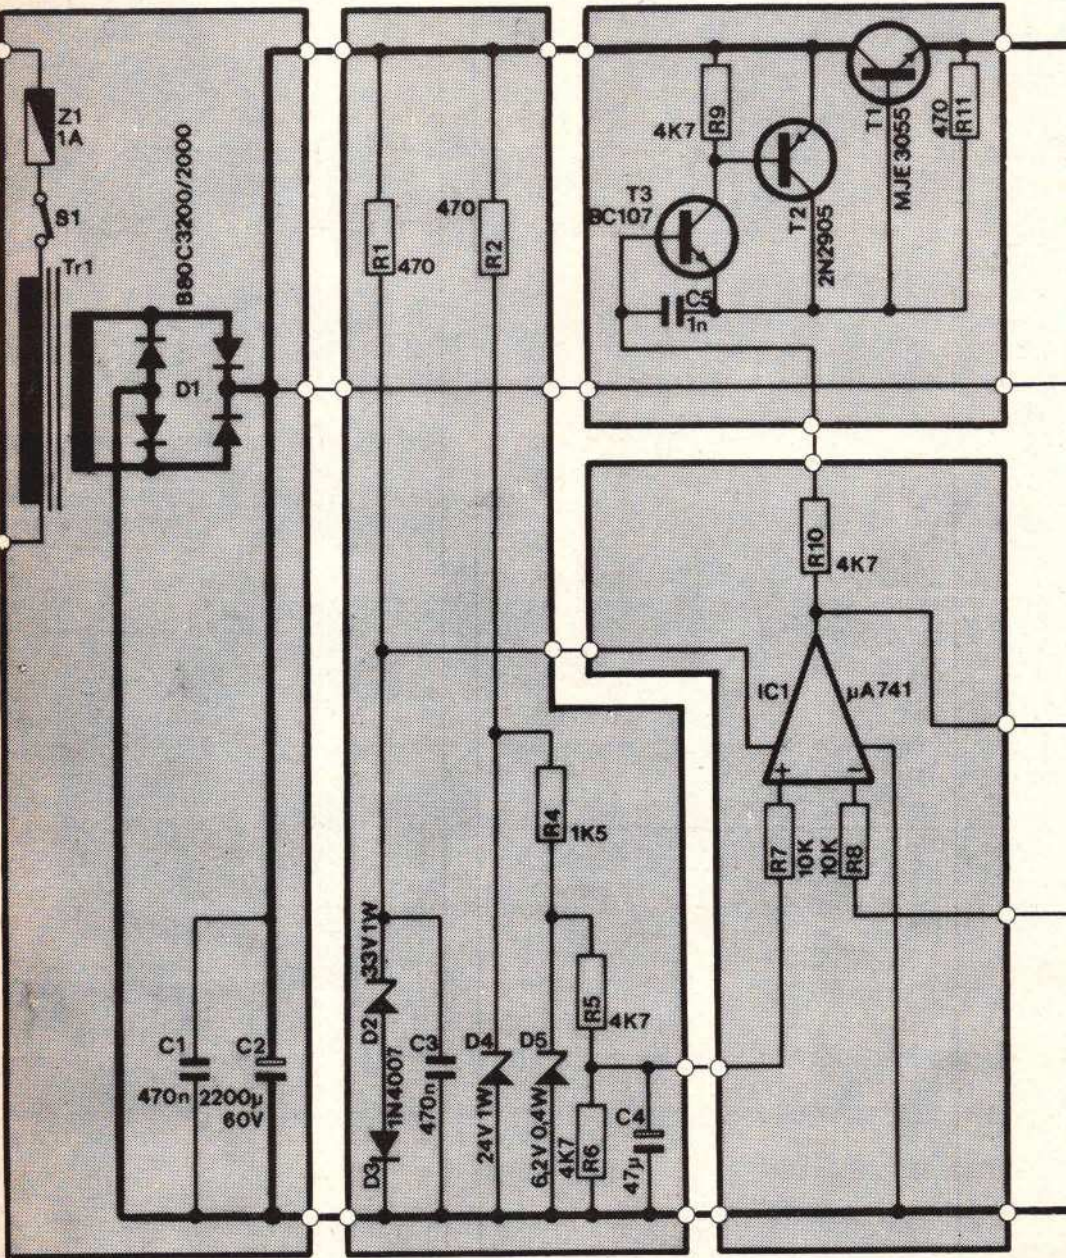 Z1
1A
S1
Tr1
B80C3200/2000
D1
C1
470n
C2
2200µ
60V
R1
470
470
R2
33V1W
D2
1N4007
D3
C3
470n
D4
24V 1W
D5
6,2V 0,4W
R4
1K5
R5
4K7
4K7
R6
C4
47µ
4K7
R9
T3
BC107
C5
1n
T2
2N2905
T1
MJE3055
470
R11
R10
4K7
IC1
µA741
+
–
R7
10K
10K
R8